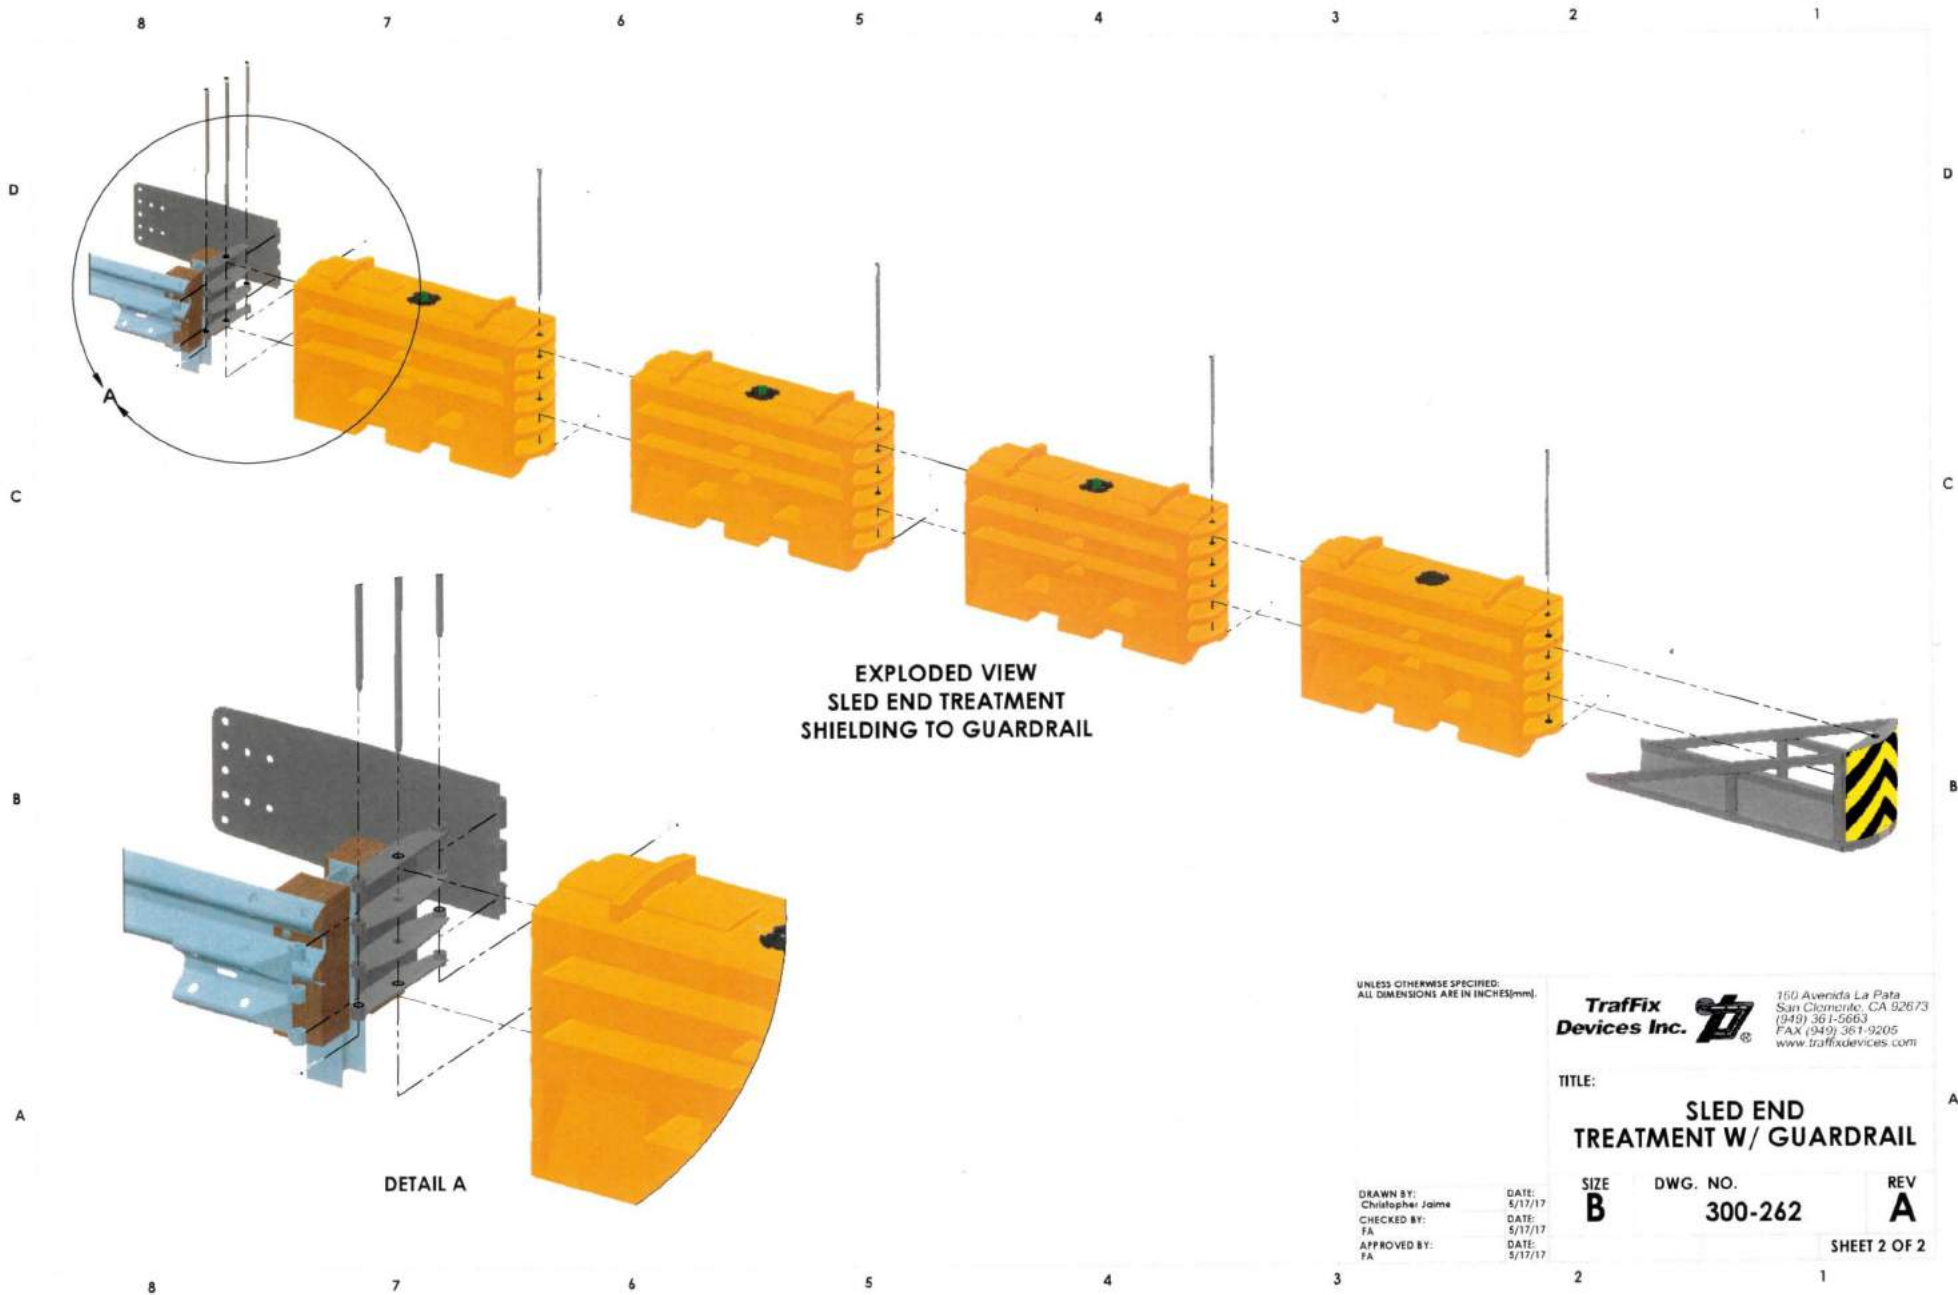 8 7 6 5 4 3 2 1
D D
A
C C
EXPLODED VIEW
SLED END TREATMENT
SHIELDING TO GUARDRAIL
B B
UNLESS OTHERWISE SPECIFIED:
ALL DIMENSIONS ARE IN INCHES[mm].
TrafFix
Devices Inc.
®
160 Avenida La Pata
San Clemente, CA 92673
(949) 361-5663
FAX (949) 361-9205
www.traffixdevices.com
TITLE:
SLED END
TREATMENT W/ GUARDRAIL
A A
DETAIL A
DRAWN BY: DATE:
Christopher Jaime 5/17/17
CHECKED BY: DATE:
FA 5/17/17
APPROVED BY: DATE:
FA 5/17/17
SIZE DWG. NO. REV
B 300-262 A
SHEET 2 OF 2
8 7 6 5 4 3 2 1